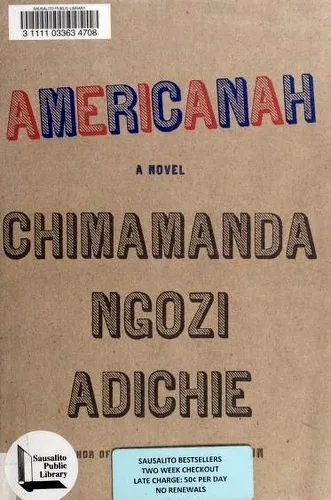 SAUSALITO PUBLIC LIBRARY
3 1111 03363 4708
AMERICANAH
A NOVEL
CHIMAMANDA
NGOZI
ADICHIE
Sausalito
Public
Library
SAUSALITO BESTSELLERS
TWO WEEK CHECKOUT
LATE CHARGE: 50¢ PER DAY
NO RENEWALS